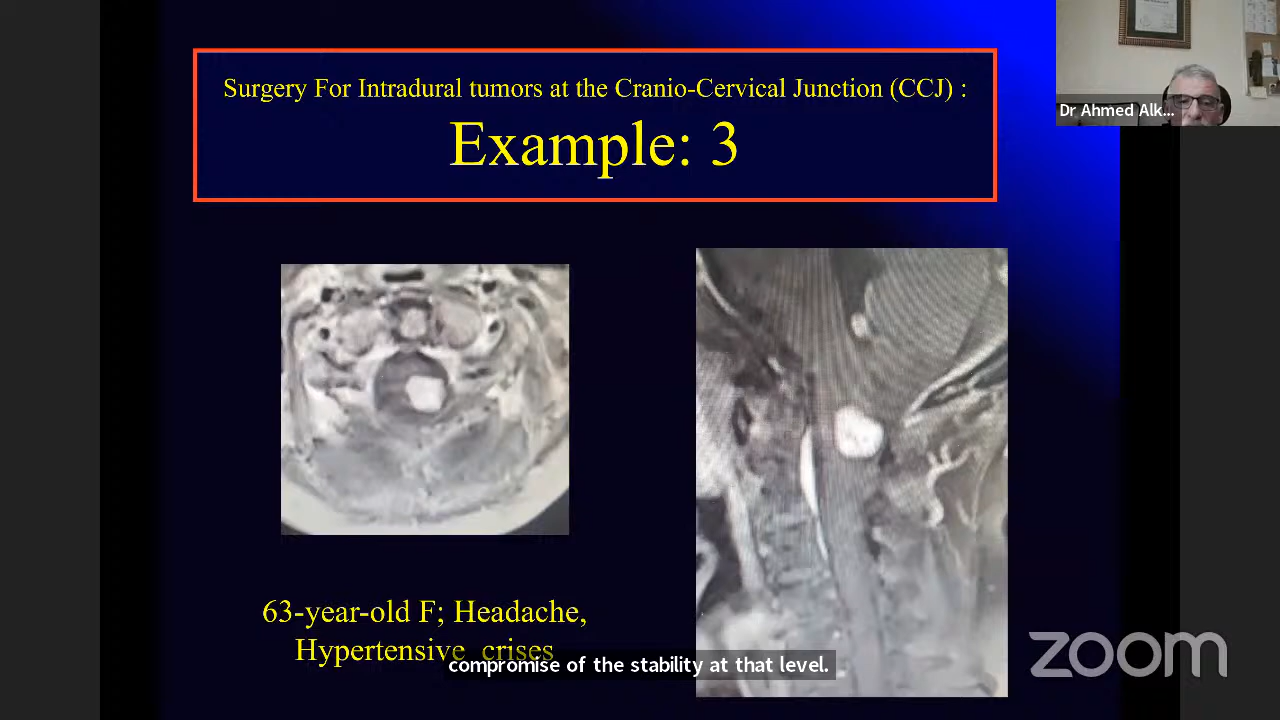 Surgery For Intradural tumors at the Cranio-Cervical Junction (CCJ) :
Example: 3
Dr Ahmed Alk...
63-year-old F; Headache,
Hypertensive crises
compromise of the stability at that level.
zoom